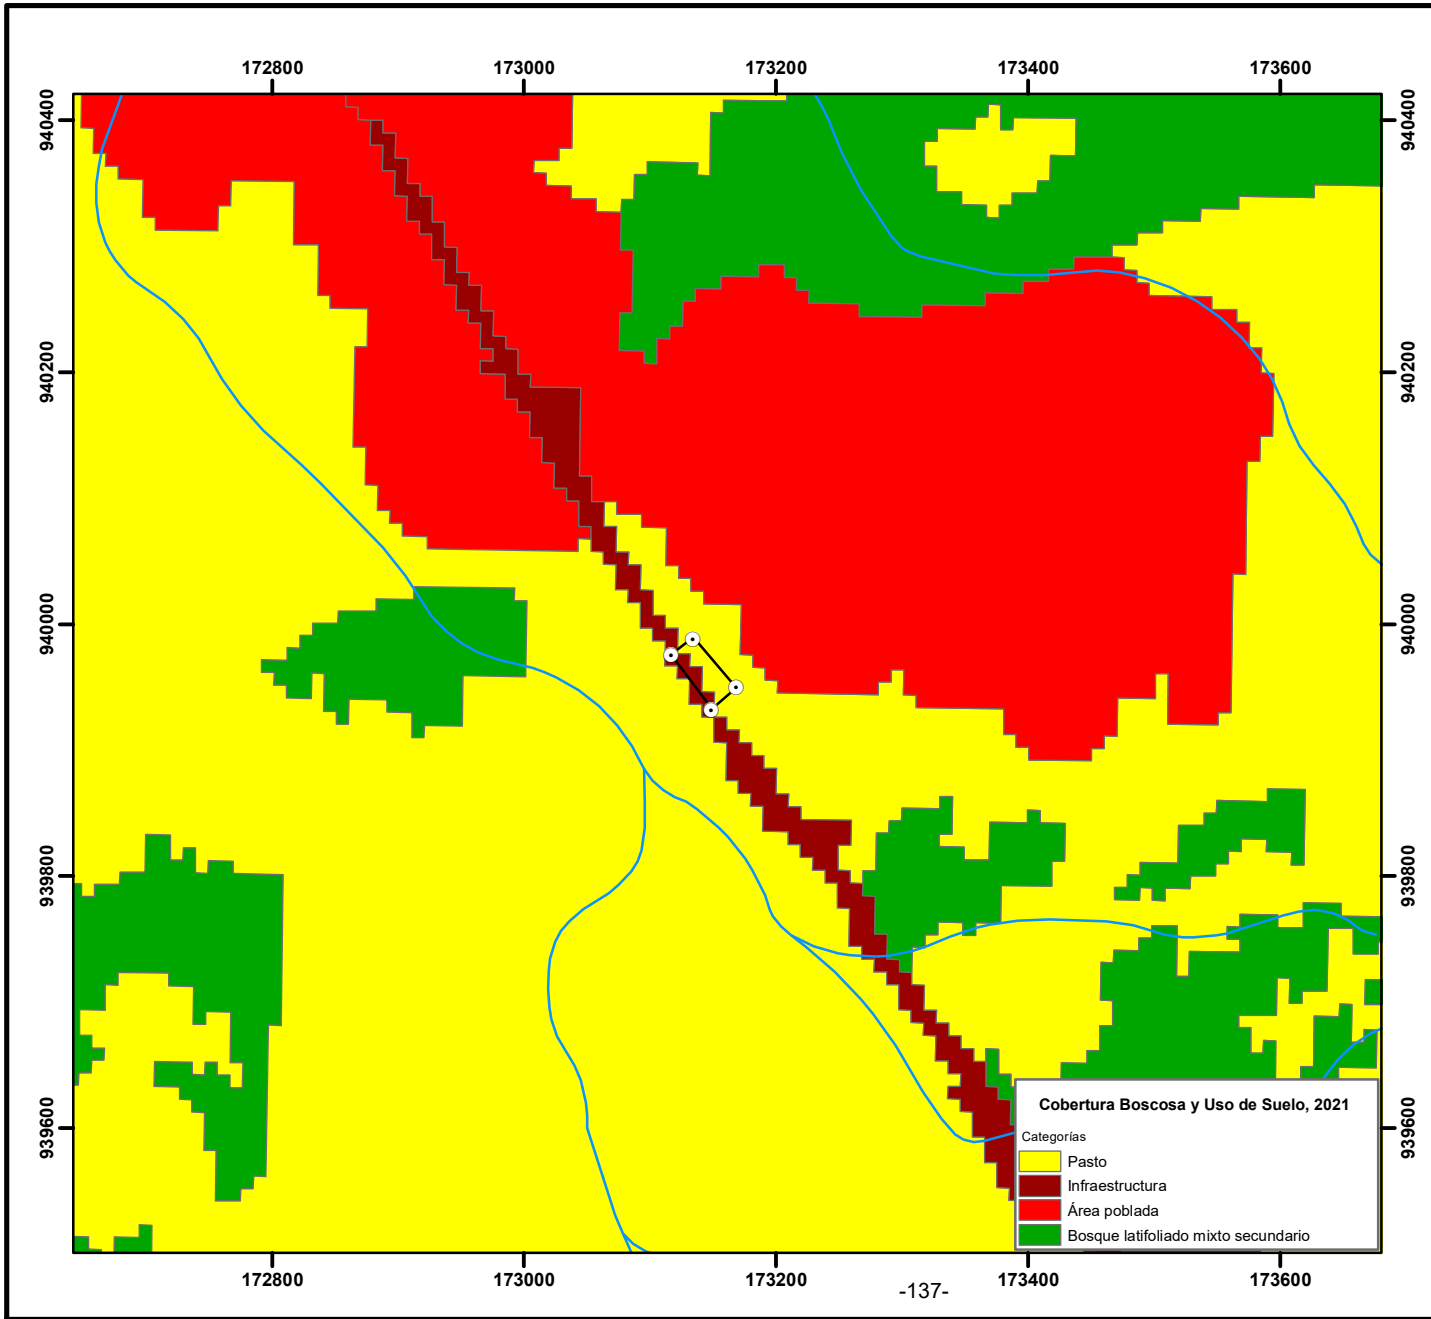 172800 173000 173200 173400 173600
940400 940400
940200 940200
940000 940000
939800 939800
939600 939600
Cobertura Boscosa y Uso de Suelo, 2021
Categorías
Pasto
Infraestructura
Área poblada
Bosque latifoliado mixto secundario
172800 173000 173200 173400 173600
-137-